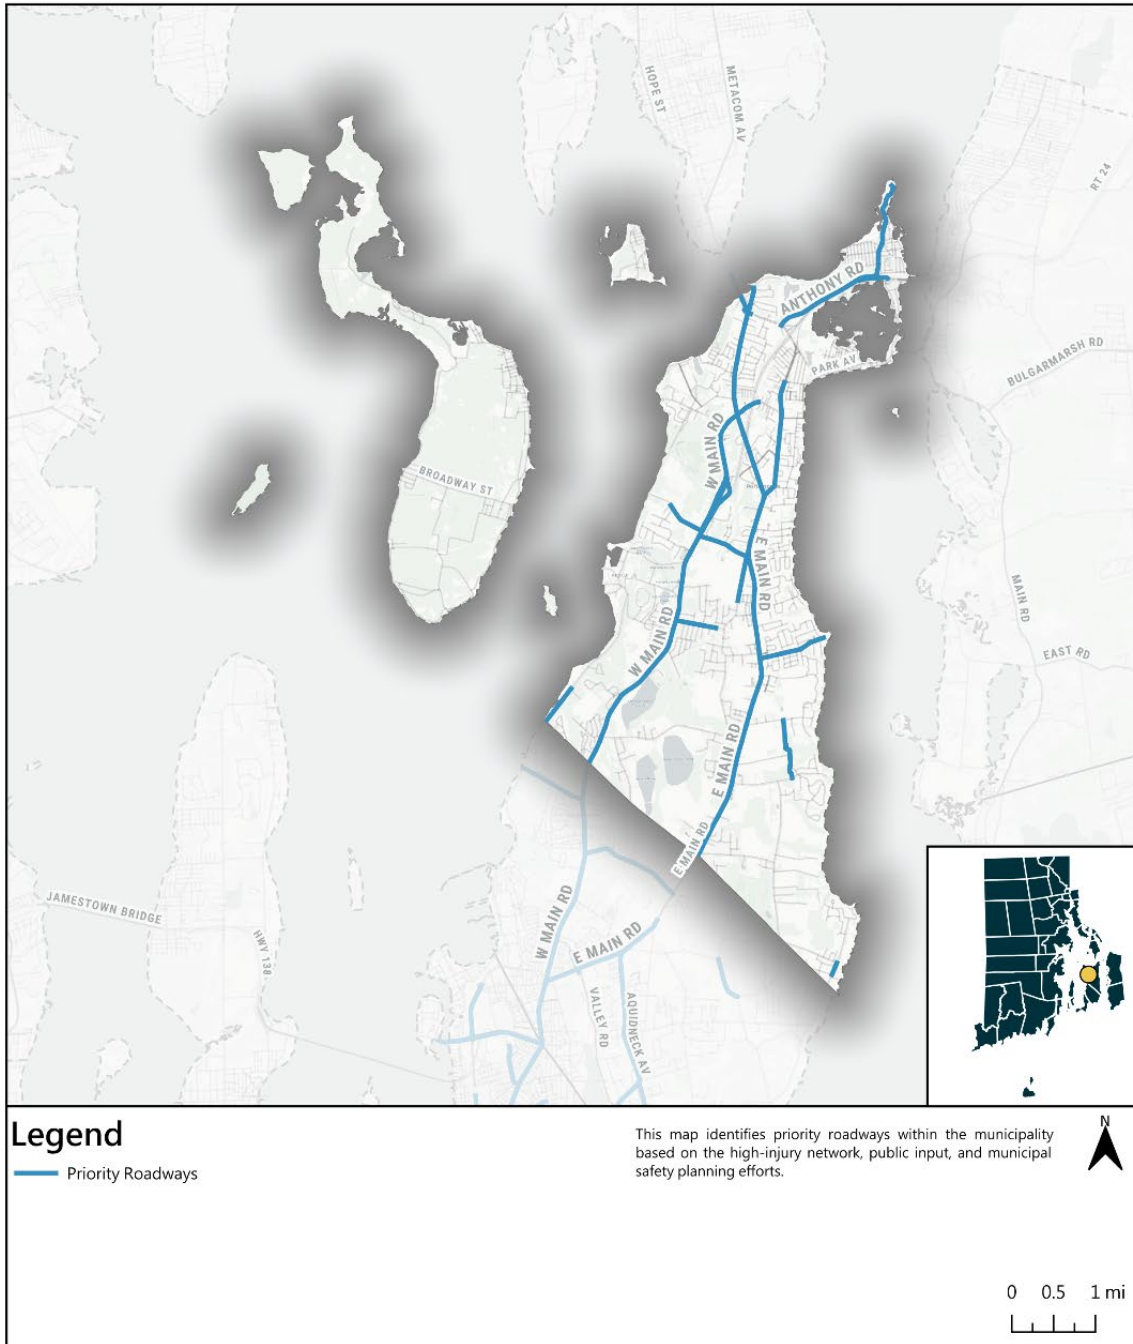 HOPE ST
METACOM AV
RT 24
ANTHONY RD
PARK AV
BULGARMARSH RD
W MAIN RD
BROADWAY ST
E MAIN RD
MAIN RD
W MAIN RD
EAST RD
E MAIN RD
E MAIN RD
JAMESTOWN BRIDGE
HWY 138
W MAIN RD
E MAIN RD
VALLEY RD
AQUIDNECK AV
Legend
Priority Roadways
This map identifies priority roadways within the municipality
based on the high-injury network, public input, and municipal
safety planning efforts.
N
0 0.5 1 mi